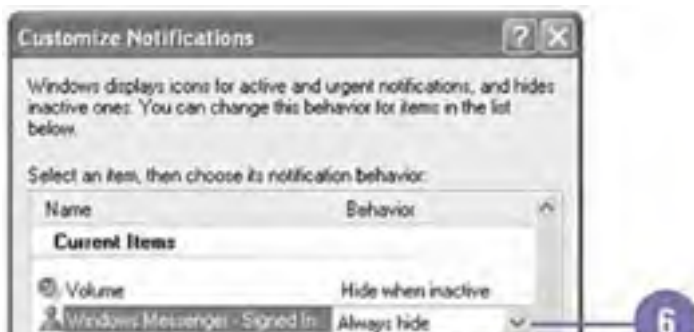 Customize Notifications
Windows displays icons for active and urgent notifications, and hides
inactive ones. You can change this behavior for items in the list
below.
Select an item, then choose its notification behavior:
Name Behavior
Current Items
Volume Hide when inactive
Windows Messenger - Signed In Always hide
6